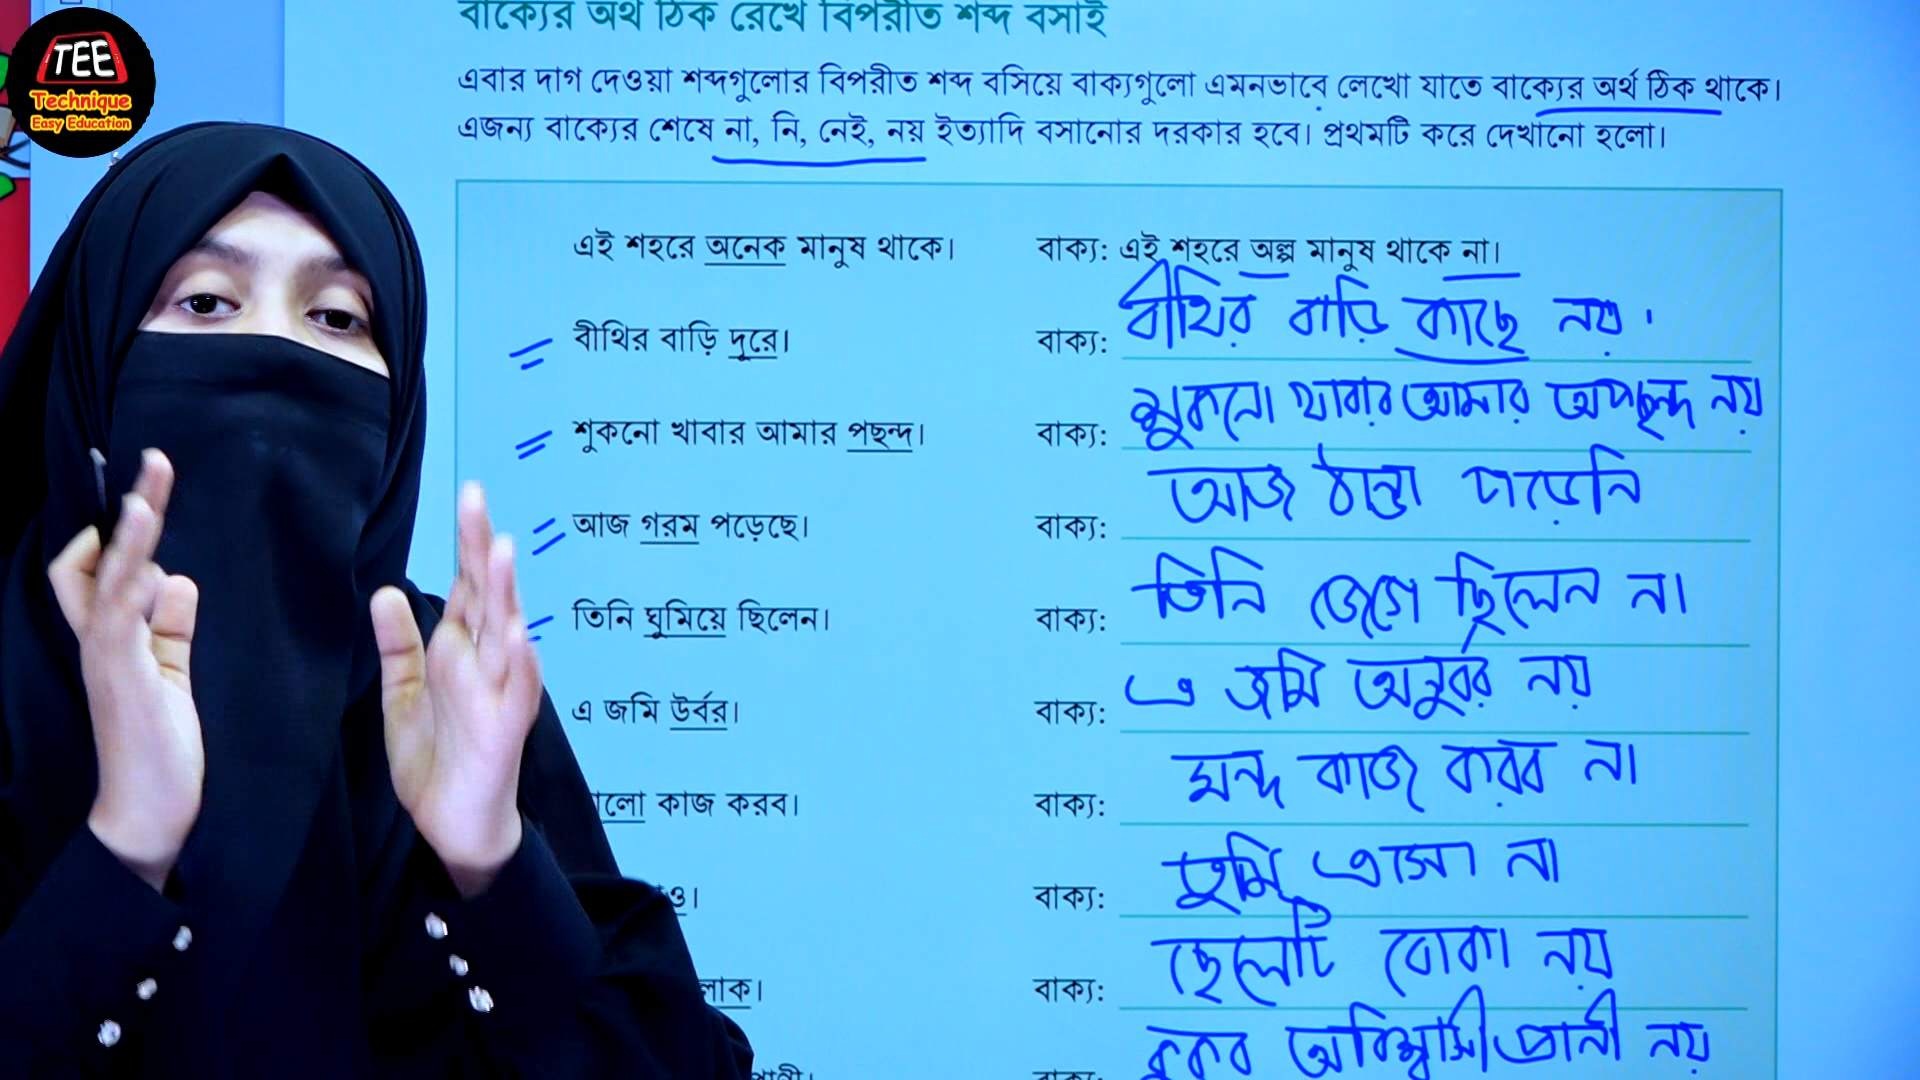 TEE
Technique
Easy Education
বাক্যের অর্থ ঠিক রেখে বিপরীত শব্দ বসাই
এবার দাগ দেওয়া শব্দগুলোর বিপরীত শব্দ বসিয়ে বাক্যগুলো এমনভাবে লেখো যাতে বাক্যের অর্থ ঠিক থাকে।
এজন্য বাক্যের শেষে না, নি, নেই, নয় ইত্যাদি বসানোর দরকার হবে। প্রথমটি করে দেখানো হলো।
এই শহরে অনেক মানুষ থাকে। বাক্য: এই শহরে অল্প মানুষ থাকে না।
বীথির বাড়ি দূরে। বাক্য: বীথির বাড়ি কাছে নয়।
শুকনো খাবার আমার পছন্দ। বাক্য: শুকনো খাবার আমার অপছন্দ নয়
আজ গরম পড়েছে। বাক্য: আজ ঠান্ডা পড়েনি
তিনি ঘুমিয়ে ছিলেন। বাক্য: তিনি জেগে ছিলেন না
এ জমি উর্বর। বাক্য: এ জমি অনুর্বর নয়
লো কাজ করব। বাক্য: মন্দ কাজ করব না
ও। বাক্য: তুমি এসো না
লোক। বাক্য: ছেলেটি বোকা নয়
প্রাণী। বাক্য: কুকুর অবিশ্বাসী প্রানী নয়